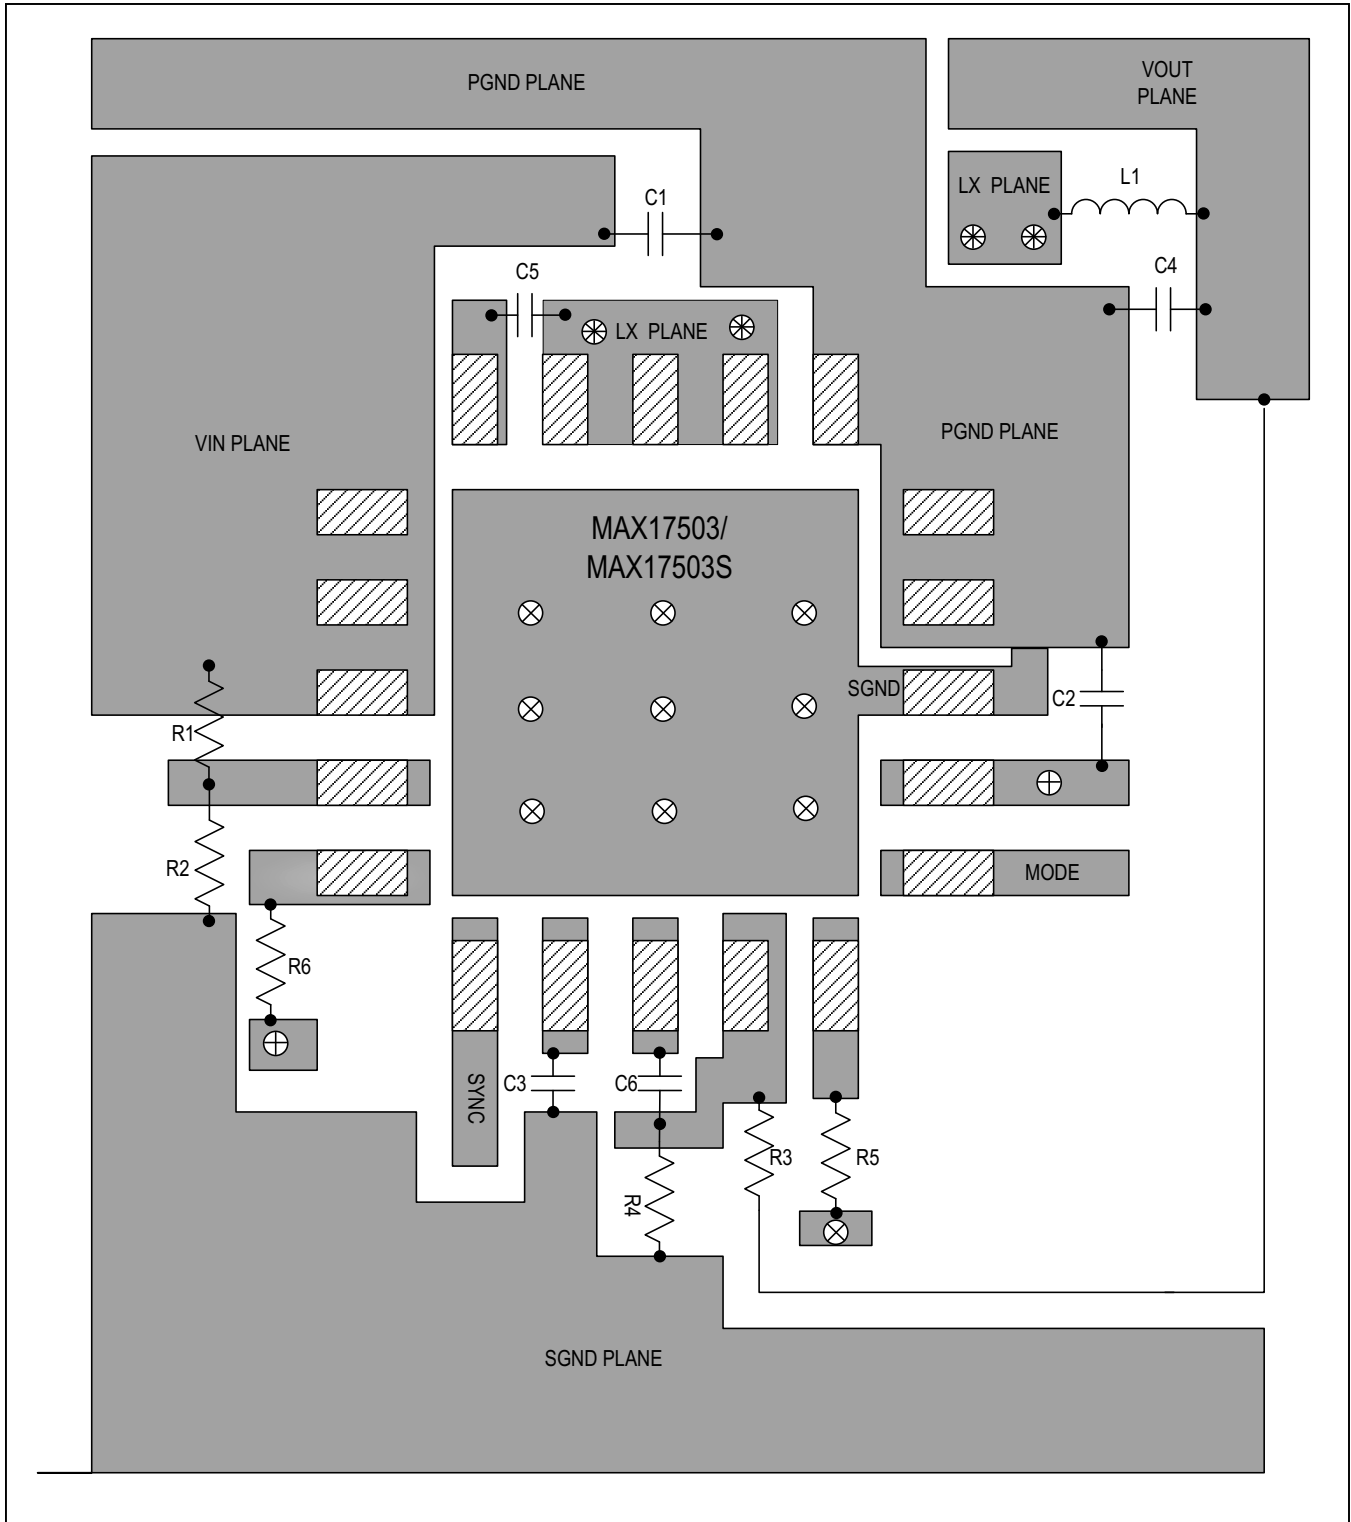 PGND PLANE
VOUT
PLANE
LX PLANE
L1
C1
C4
C5
LX PLANE
VIN PLANE
PGND PLANE
MAX17503/
MAX17503S
SGND
C2
R1
R2
MODE
R6
SYNC
C3
C6
R3
R5
R4
SGND PLANE